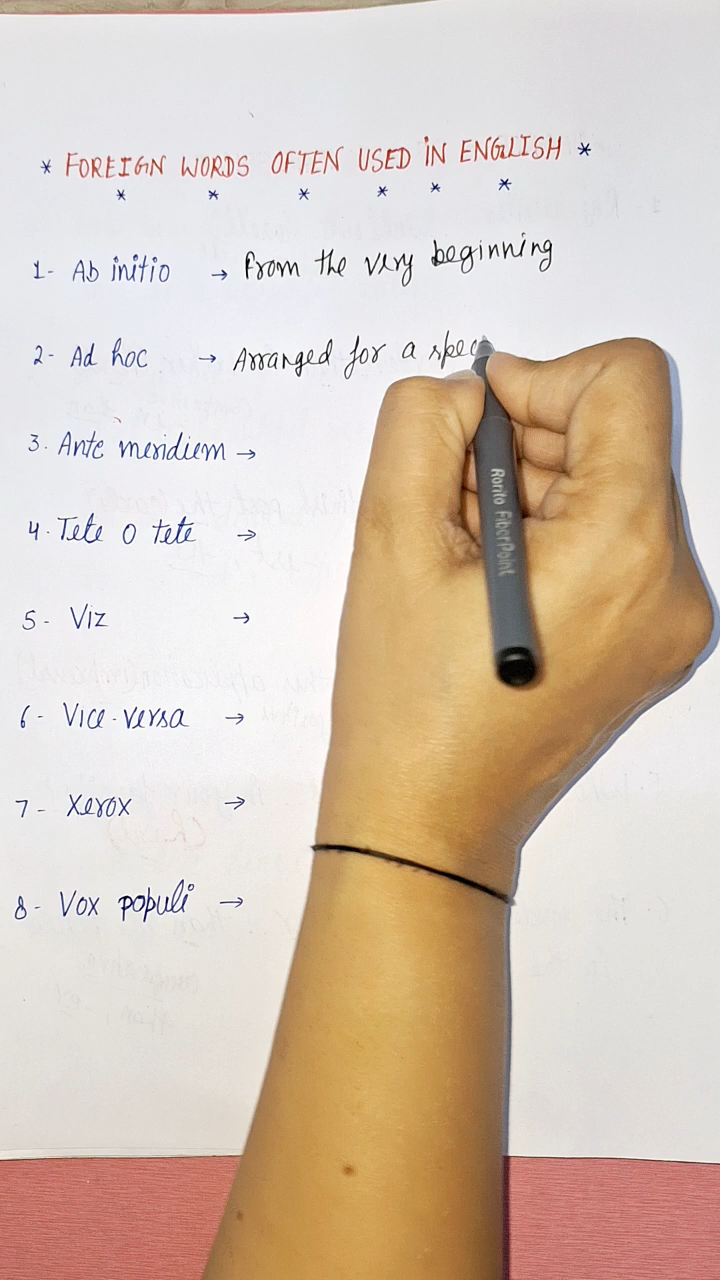 * FOREIGN WORDS OFTEN USED IN ENGLISH *
* * * * * *
1- Ab initio → From the very beginning
2- Ad hoc → Arranged for a spec
3. Ante meridiem →
4. Tete O tete →
5- Viz →
6- Vice-versa →
7- Xerox →
8- Vox populi →
Rorito FiberPoint